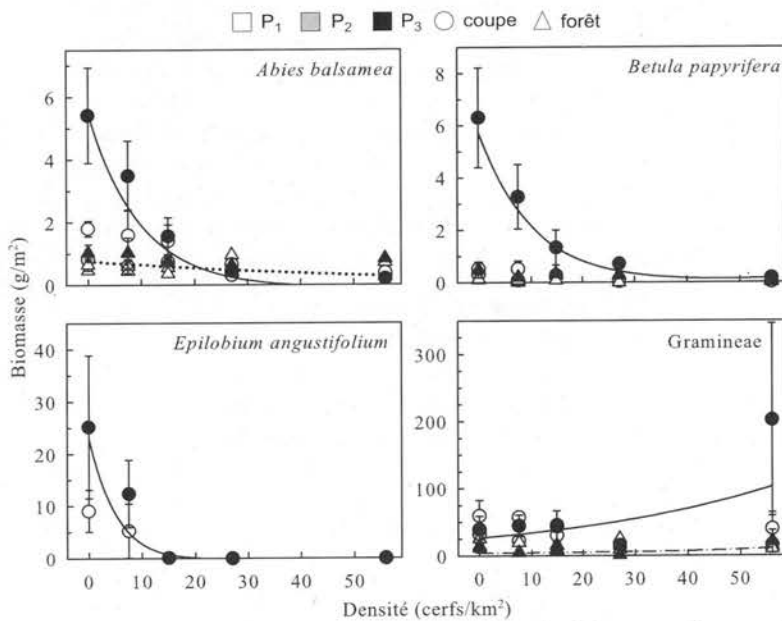 P₁ P₂ P₃ coupe forêt
Abies balsamea
Betula papyrifera
6
4
2
0
8
6
4
2
0
Biomasse (g/m²)
Epilobium angustifolium
Gramineae
40
30
20
10
0
300
200
100
50
0
0 10 20 30 40 50
0 10 20 30 40 50
Densité (cerfs/km²)